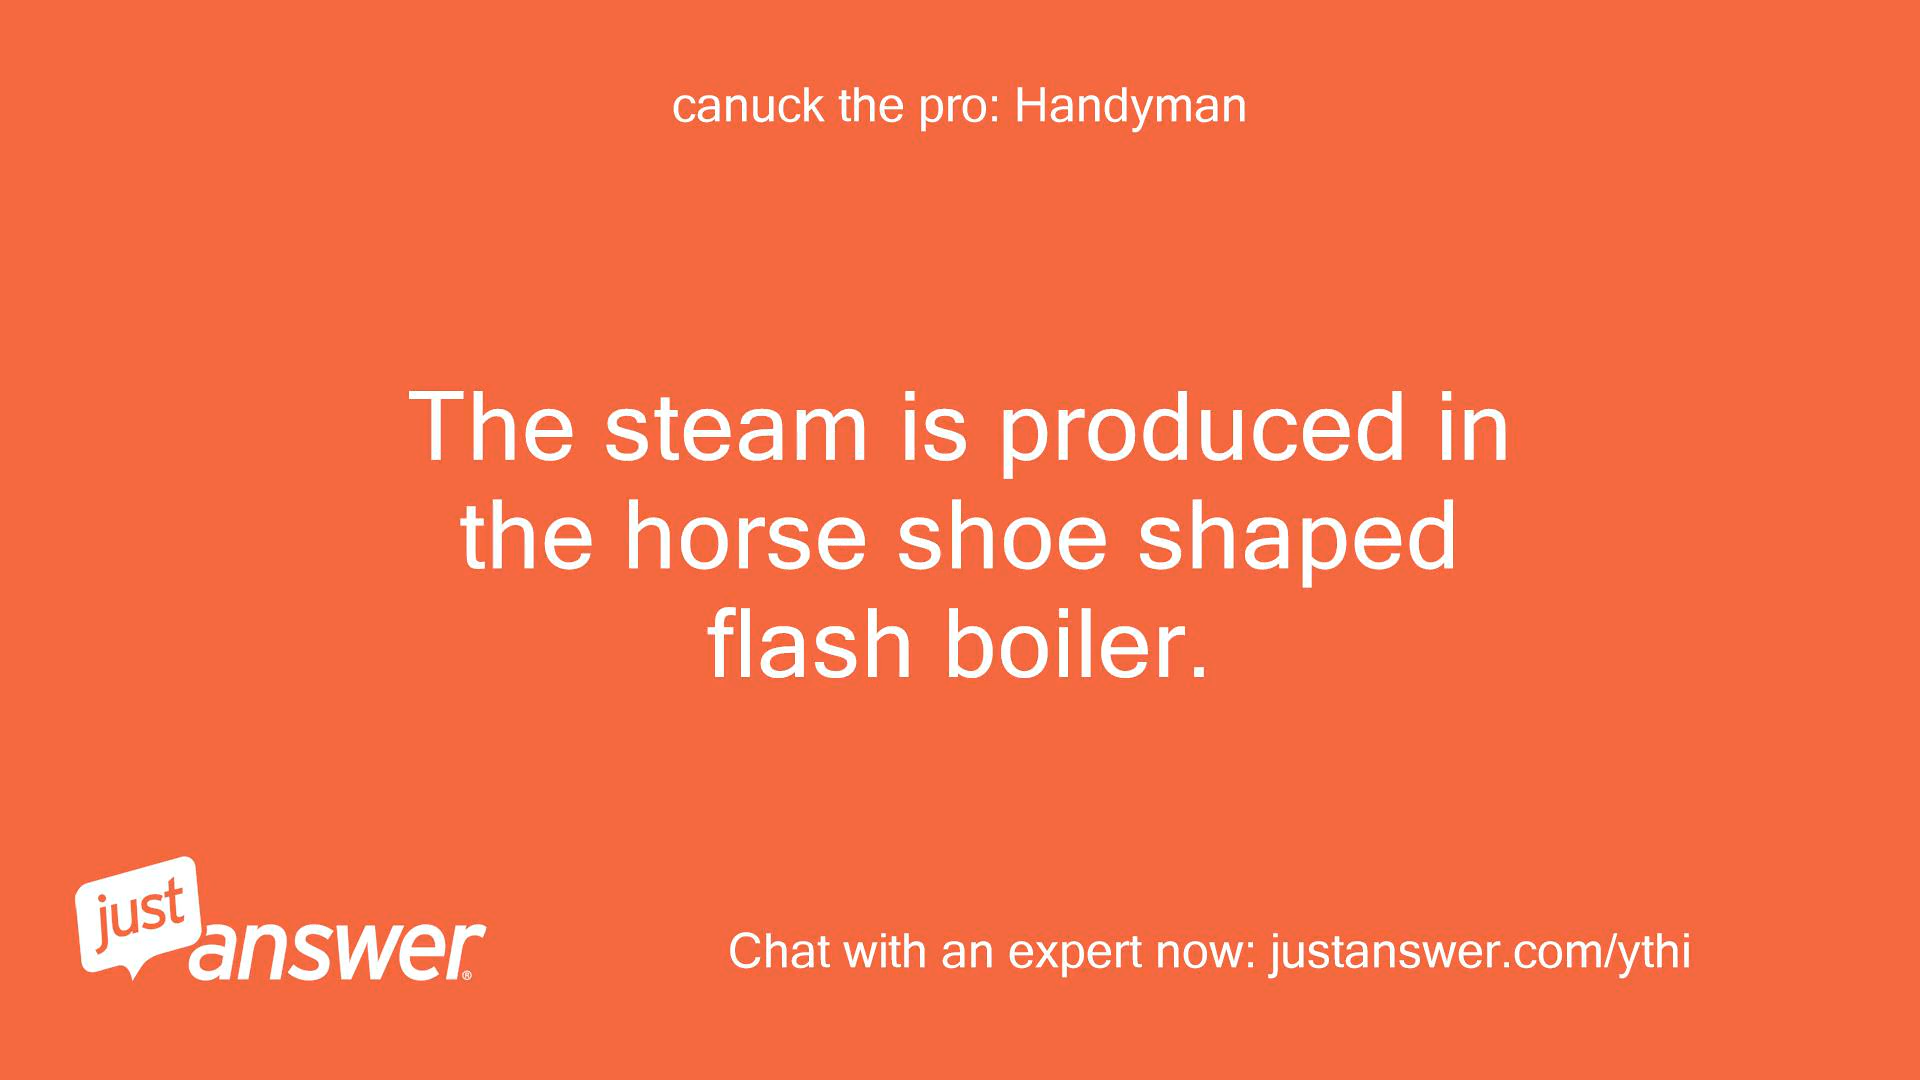 canuck the pro: Handyman
The steam is produced in
the horse shoe shaped
flash boiler.
just
answer®
Chat with an expert now: justanswer.com/ythi